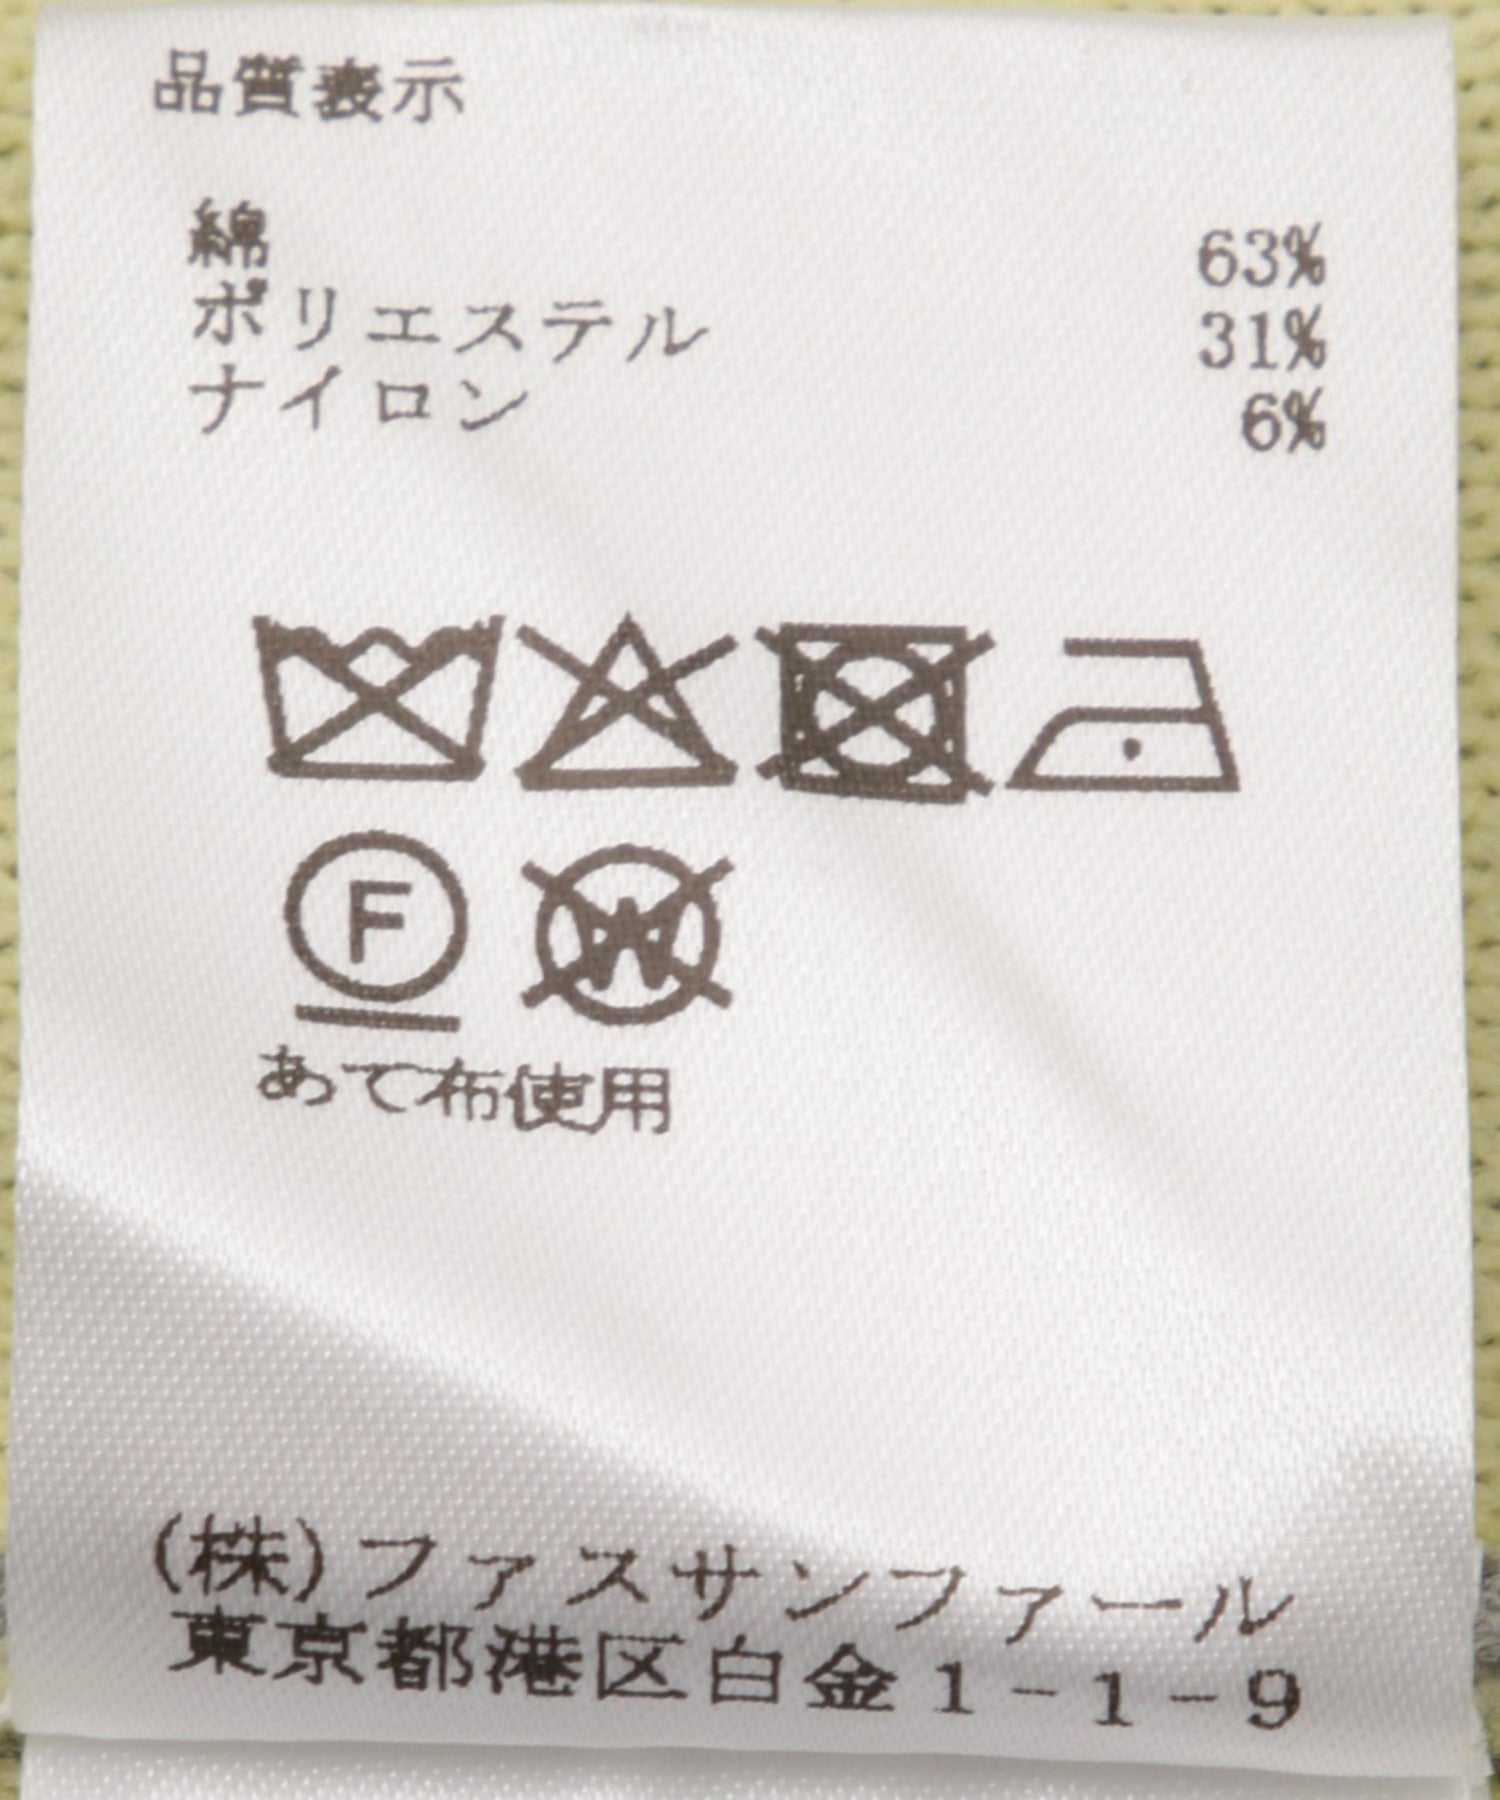 品質表示
綿 63%
ポリエステル 31%
ナイロン 6%
F W
あて布使用
(株)ファスサンファール
東京都港区白金1-1-9